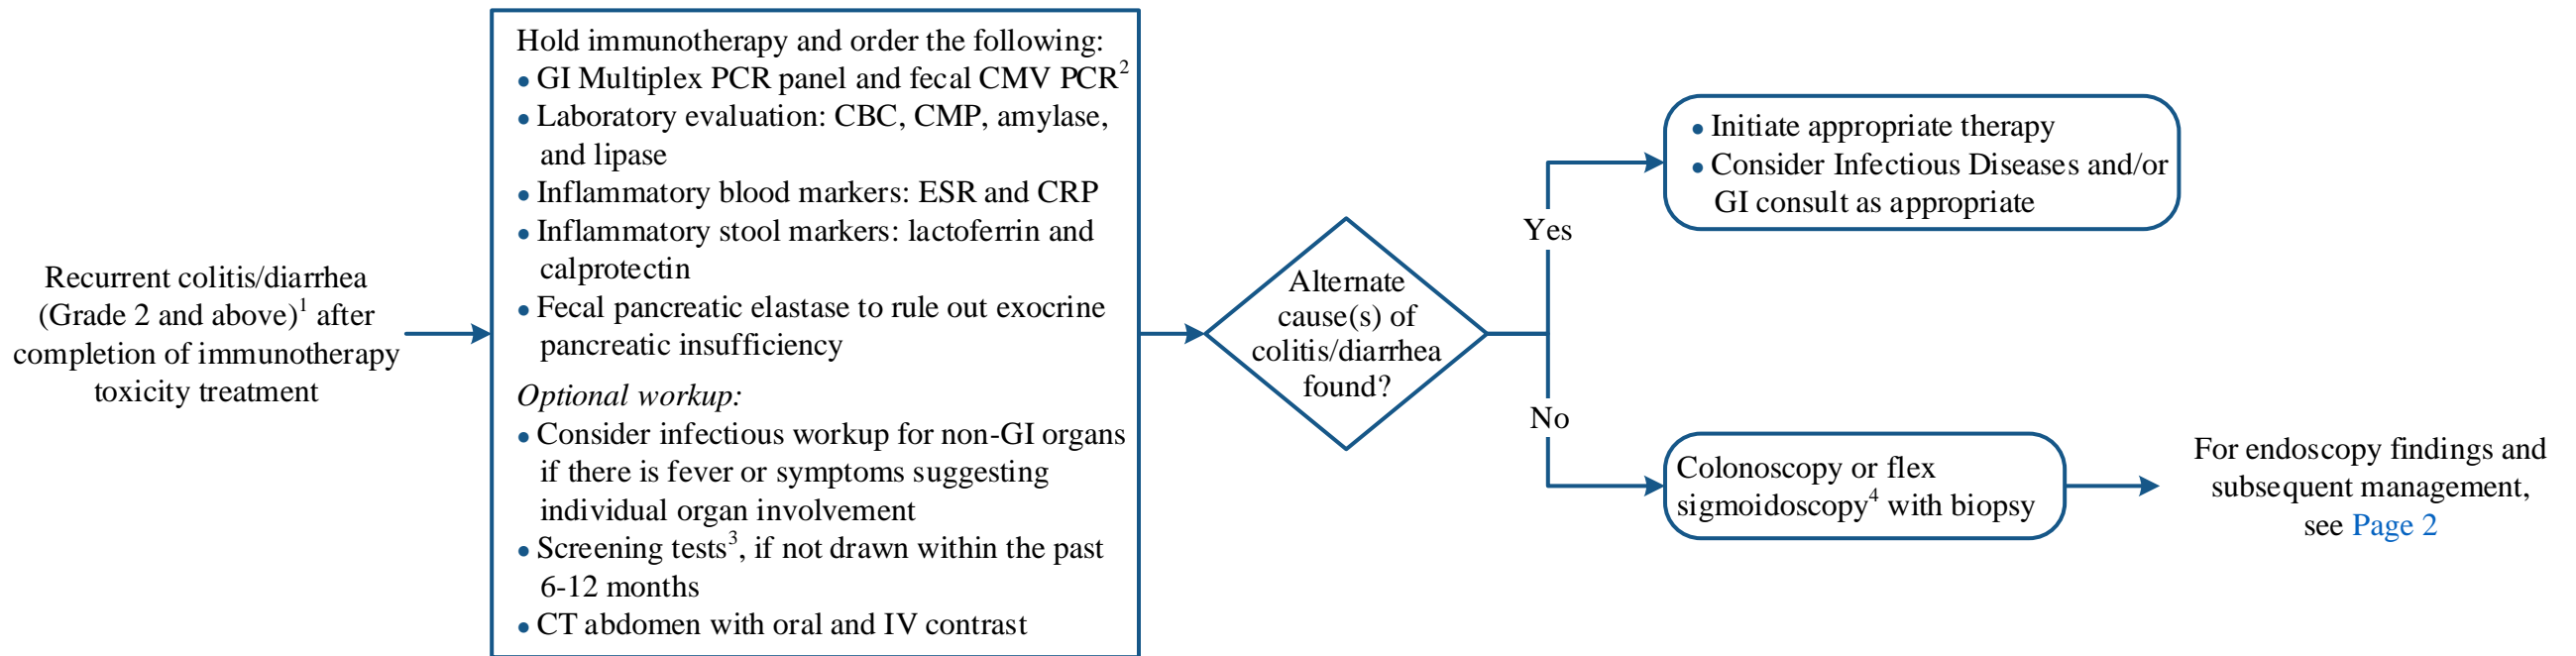 Recurrent colitis/diarrhea
(Grade 2 and above)1 after
completion of immunotherapy
toxicity treatment
Hold immunotherapy and order the following:
• GI Multiplex PCR panel and fecal CMV PCR2
• Laboratory evaluation: CBC, CMP, amylase,
and lipase
• Inflammatory blood markers: ESR and CRP
• Inflammatory stool markers: lactoferrin and
calprotectin
• Fecal pancreatic elastase to rule out exocrine
pancreatic insufficiency
Optional workup:
• Consider infectious workup for non-GI organs
if there is fever or symptoms suggesting
individual organ involvement
• Screening tests3, if not drawn within the past
6-12 months
• CT abdomen with oral and IV contrast
Alternate
cause(s) of
colitis/diarrhea
found?
Yes
• Initiate appropriate therapy
• Consider Infectious Diseases and/or
GI consult as appropriate
No
Colonoscopy or flex
sigmoidoscopy4 with biopsy
For endoscopy findings and
subsequent management,
see Page 2